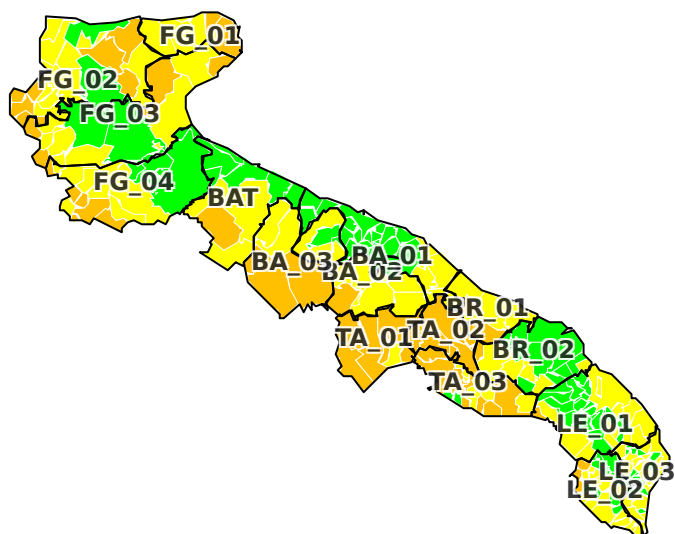 FG_01
FG_02
FG_03
FG_04
BAT
BA_01
BA_03
BA_02
BR_01
TA_02
TA_01
BR_02
TA_03
LE_01
LE_03
LE_02